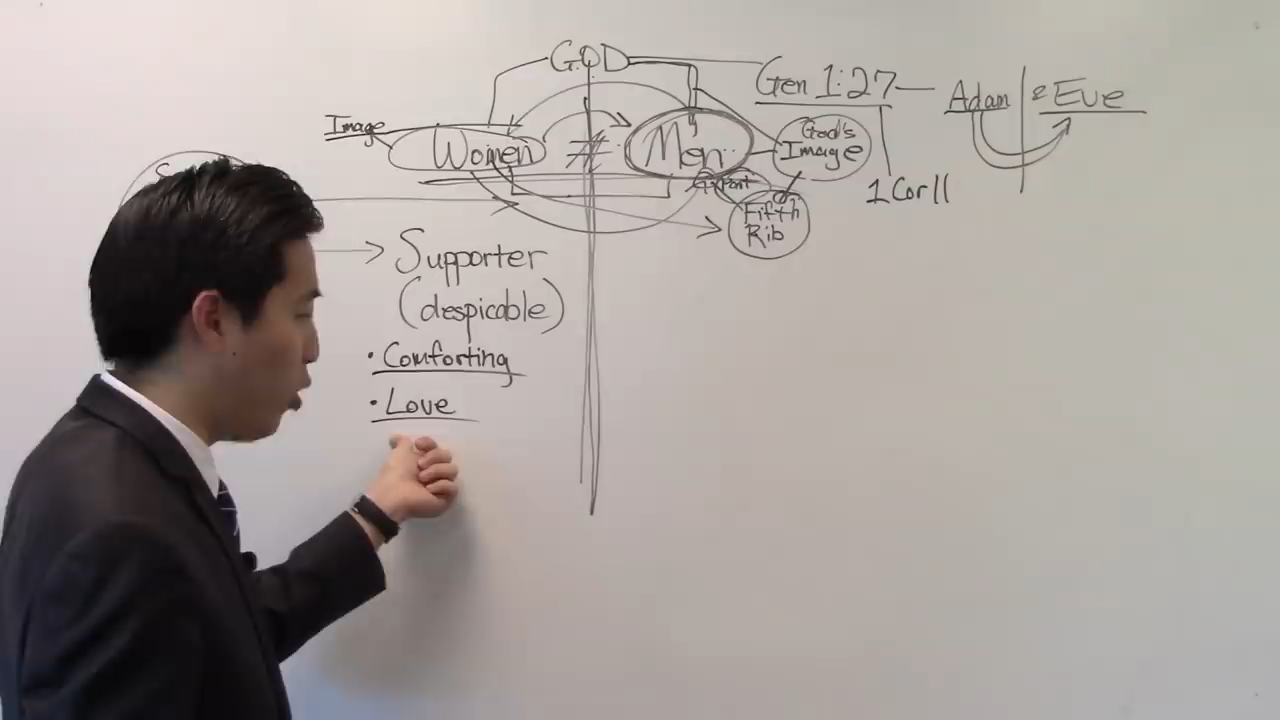 GOD
Gen 1:27
Adam & Eve
Image
Women
≠
Men
God's
Image
1 Cor 11
Fifth
Rib
Supporter
(despicable)
• Comforting
• Love